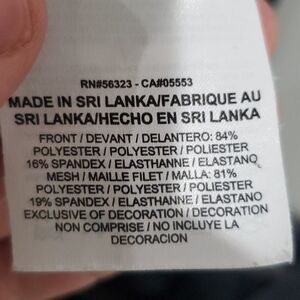 RN#56323 - CA#05553
MADE IN SRI LANKA/FABRIQUE AU
SRI LANKA/HECHO EN SRI LANKA
FRONT / DEVANT / DELANTERO: 84%
POLYESTER / POLYESTER / POLIESTER
16% SPANDEX / ELASTHANNE / ELASTANO
MESH / MAILLE FILET / MALLA: 81%
POLYESTER / POLYESTER / POLIÉSTER
19% SPANDEX / ELASTHANNE / ELASTANO
EXCLUSIVE OF DECORATION / DECORATION
NON COMPRISE / NO INCLUYE LA
DECORACION